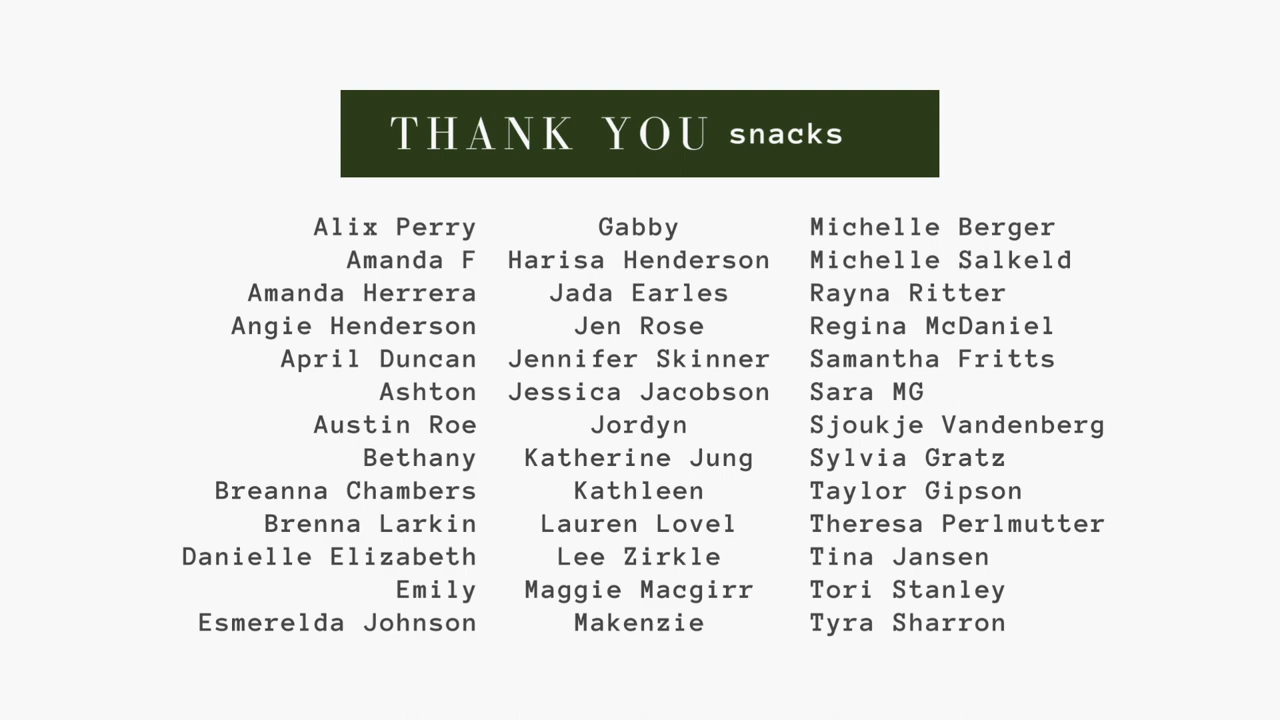 THANK YOU snacks
Alix Perry
Amanda F
Amanda Herrera
Angie Henderson
April Duncan
Ashton
Austin Roe
Bethany
Breanna Chambers
Brenna Larkin
Danielle Elizabeth
Emily
Esmerelda Johnson
Gabby
Harisa Henderson
Jada Earles
Jen Rose
Jennifer Skinner
Jessica Jacobson
Jordyn
Katherine Jung
Kathleen
Lauren Lovel
Lee Zirkle
Maggie Macgirr
Makenzie
Michelle Berger
Michelle Salkeld
Rayna Ritter
Regina McDaniel
Samantha Fritts
Sara MG
Sjoukje Vandenberg
Sylvia Gratz
Taylor Gipson
Theresa Perlmutter
Tina Jansen
Tori Stanley
Tyra Sharron